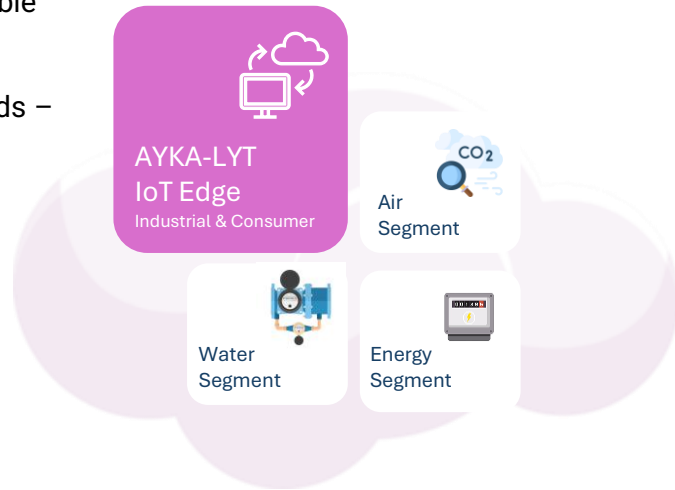 ble
ds –
AYKA-LYT
IoT Edge
Industrial & Consumer
CO2
Air
Segment
Water
Segment
Energy
Segment